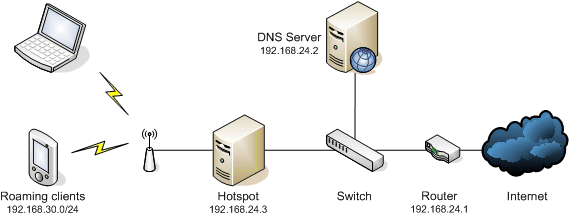 DNS Server
192.168.24.2
Roaming clients
192.168.30.0/24
Hotspot
192.168.24.3
Switch
Router
192.168.24.1
Internet